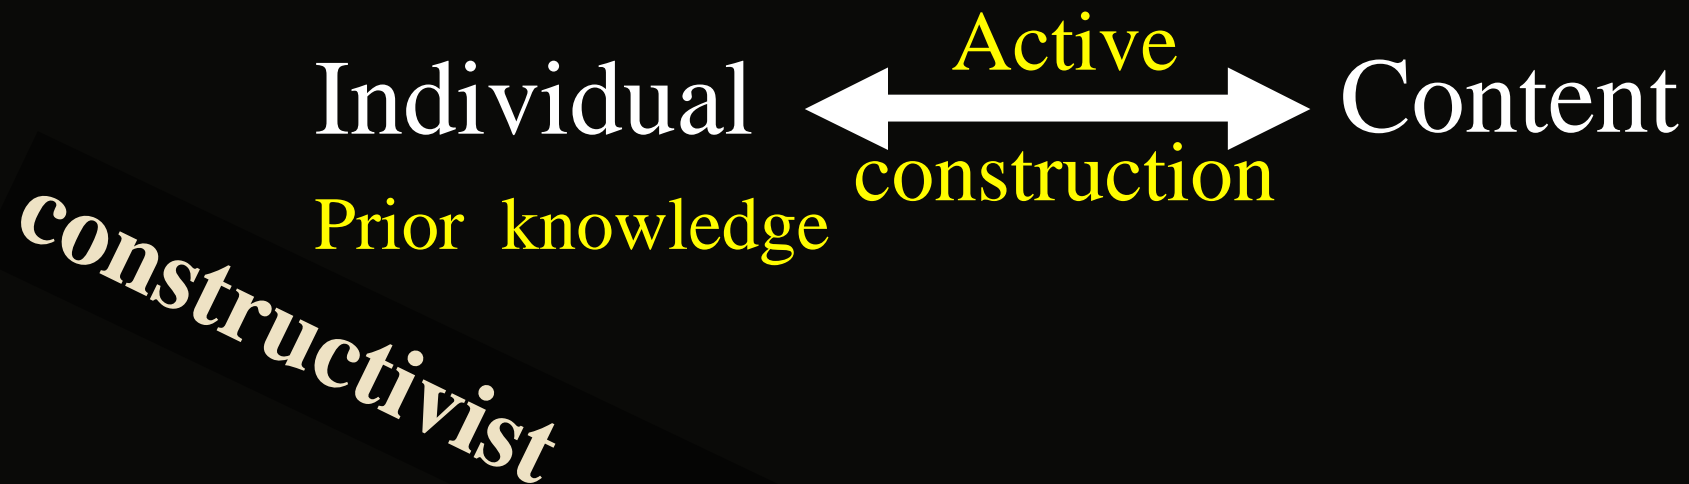 Active
Individual Content
construction
Prior knowledge
constructivist